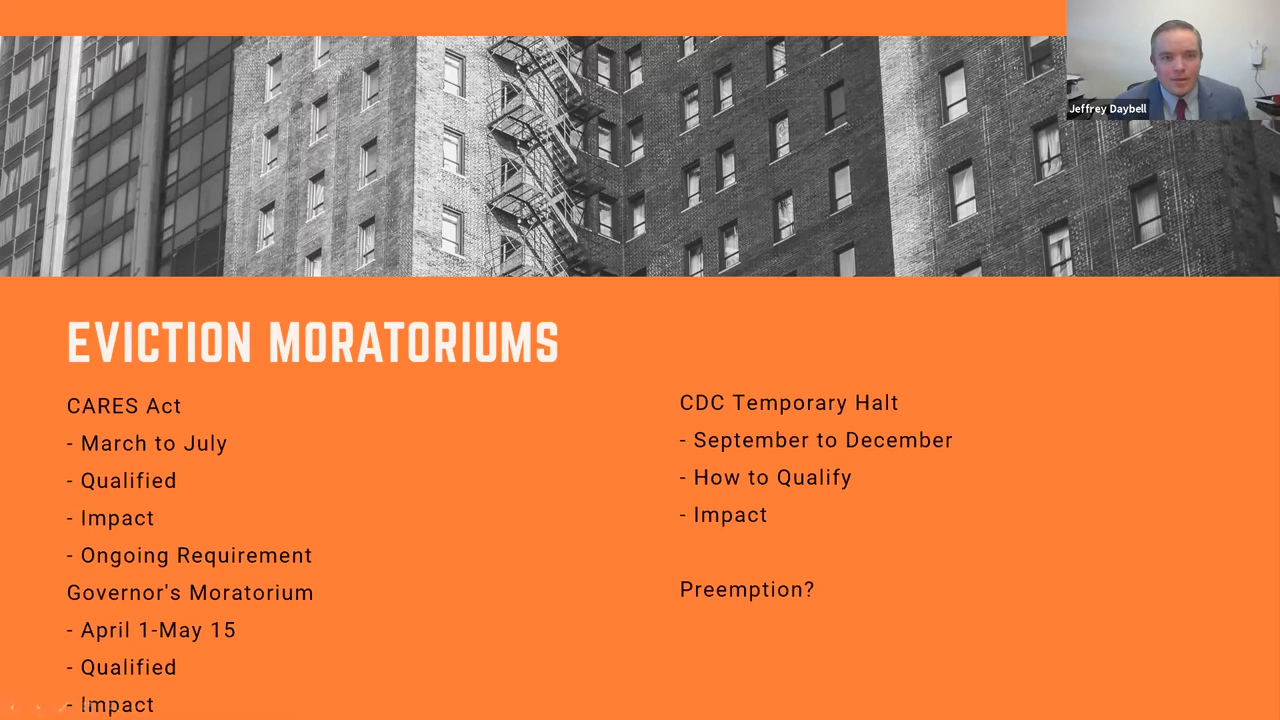 Jeffrey Daybell
EVICTION MORATORIUMS
CARES Act
- March to July
- Qualified
- Impact
- Ongoing Requirement
Governor's Moratorium
- April 1-May 15
- Qualified
- Impact
CDC Temporary Halt
- September to December
- How to Qualify
- Impact
Preemption?